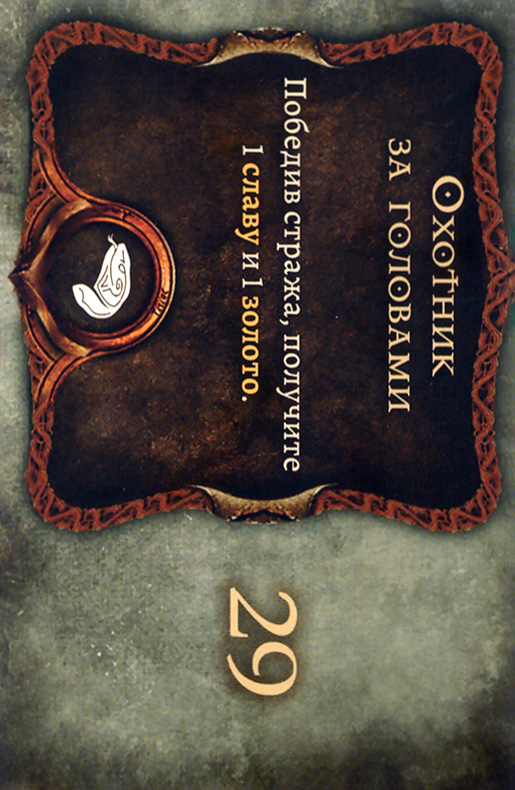 Охотник
за головами
Победив стража, получите
1 славу и 1 золото.
29